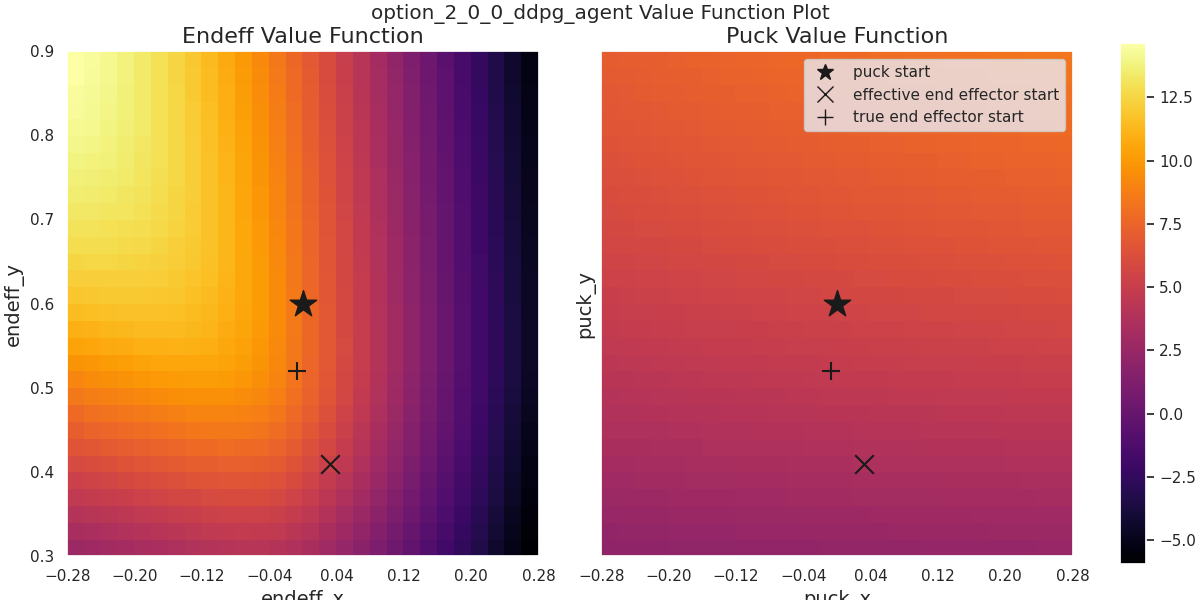 option_2_0_0_ddpg_agent Value Function Plot
Endeff Value Function
Puck Value Function
puck start
effective end effector start
true end effector start
0.9
0.8
0.7
0.6
0.5
0.4
0.3
endeff_y
−0.28 −0.20 −0.12 −0.04 0.04 0.12 0.20 0.28
endeff_x
puck_y
−0.28 −0.20 −0.12 −0.04 0.04 0.12 0.20 0.28
puck_x
12.5
10.0
7.5
5.0
2.5
0.0
−2.5
−5.0